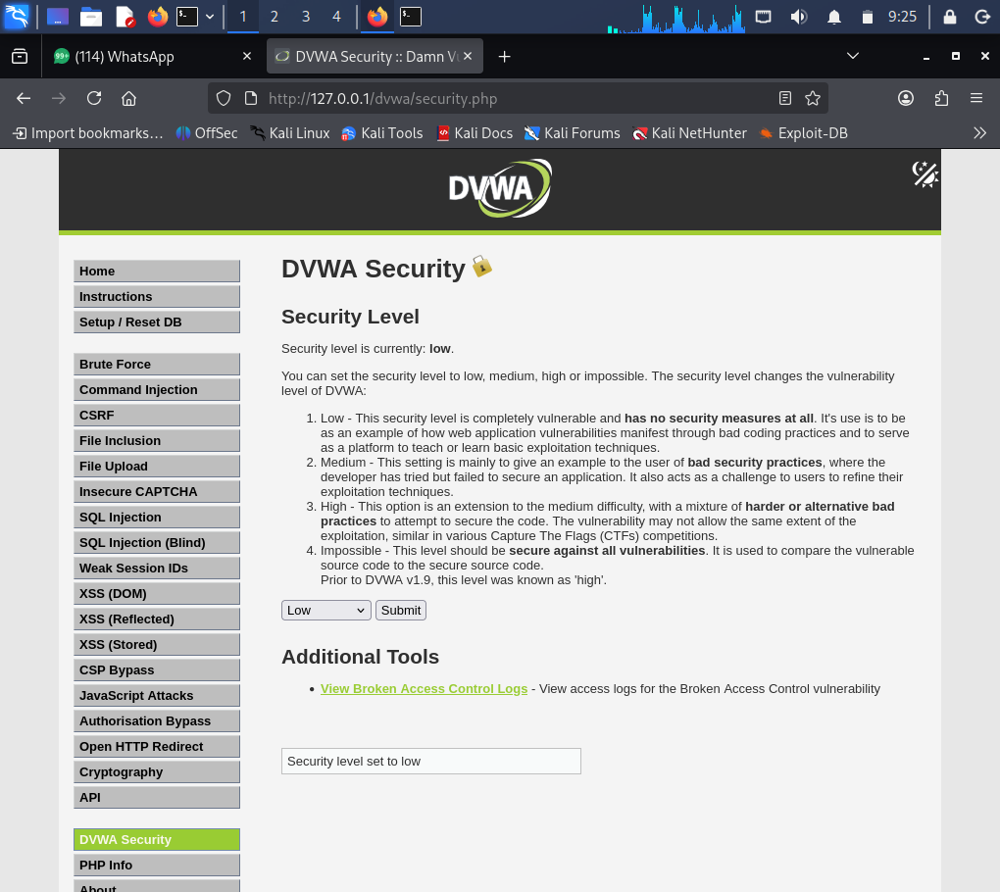 1 2 3 4 9:25
99+ (114) WhatsApp
DVWA Security :: Damn Vu
http://127.0.0.1/dvwa/security.php
Import bookmarks... OffSec Kali Linux Kali Tools Kali Docs Kali Forums Kali NetHunter Exploit-DB
DVWA
Home
Instructions
Setup / Reset DB
Brute Force
Command Injection
CSRF
File Inclusion
File Upload
Insecure CAPTCHA
SQL Injection
SQL Injection (Blind)
Weak Session IDs
XSS (DOM)
XSS (Reflected)
XSS (Stored)
CSP Bypass
JavaScript Attacks
Authorisation Bypass
Open HTTP Redirect
Cryptography
API
DVWA Security
PHP Info
About
DVWA Security
Security Level
Security level is currently: low.
You can set the security level to low, medium, high or impossible. The security level changes the vulnerability
level of DVWA:
1. Low - This security level is completely vulnerable and has no security measures at all. It's use is to be
as an example of how web application vulnerabilities manifest through bad coding practices and to serve
as a platform to teach or learn basic exploitation techniques.
2. Medium - This setting is mainly to give an example to the user of bad security practices, where the
developer has tried but failed to secure an application. It also acts as a challenge to users to refine their
exploitation techniques.
3. High - This option is an extension to the medium difficulty, with a mixture of harder or alternative bad
practices to attempt to secure the code. The vulnerability may not allow the same extent of the
exploitation, similar in various Capture The Flags (CTFs) competitions.
4. Impossible - This level should be secure against all vulnerabilities. It is used to compare the vulnerable
source code to the secure source code.
Prior to DVWA v1.9, this level was known as 'high'.
Low Submit
Additional Tools
• View Broken Access Control Logs - View access logs for the Broken Access Control vulnerability
Security level set to low